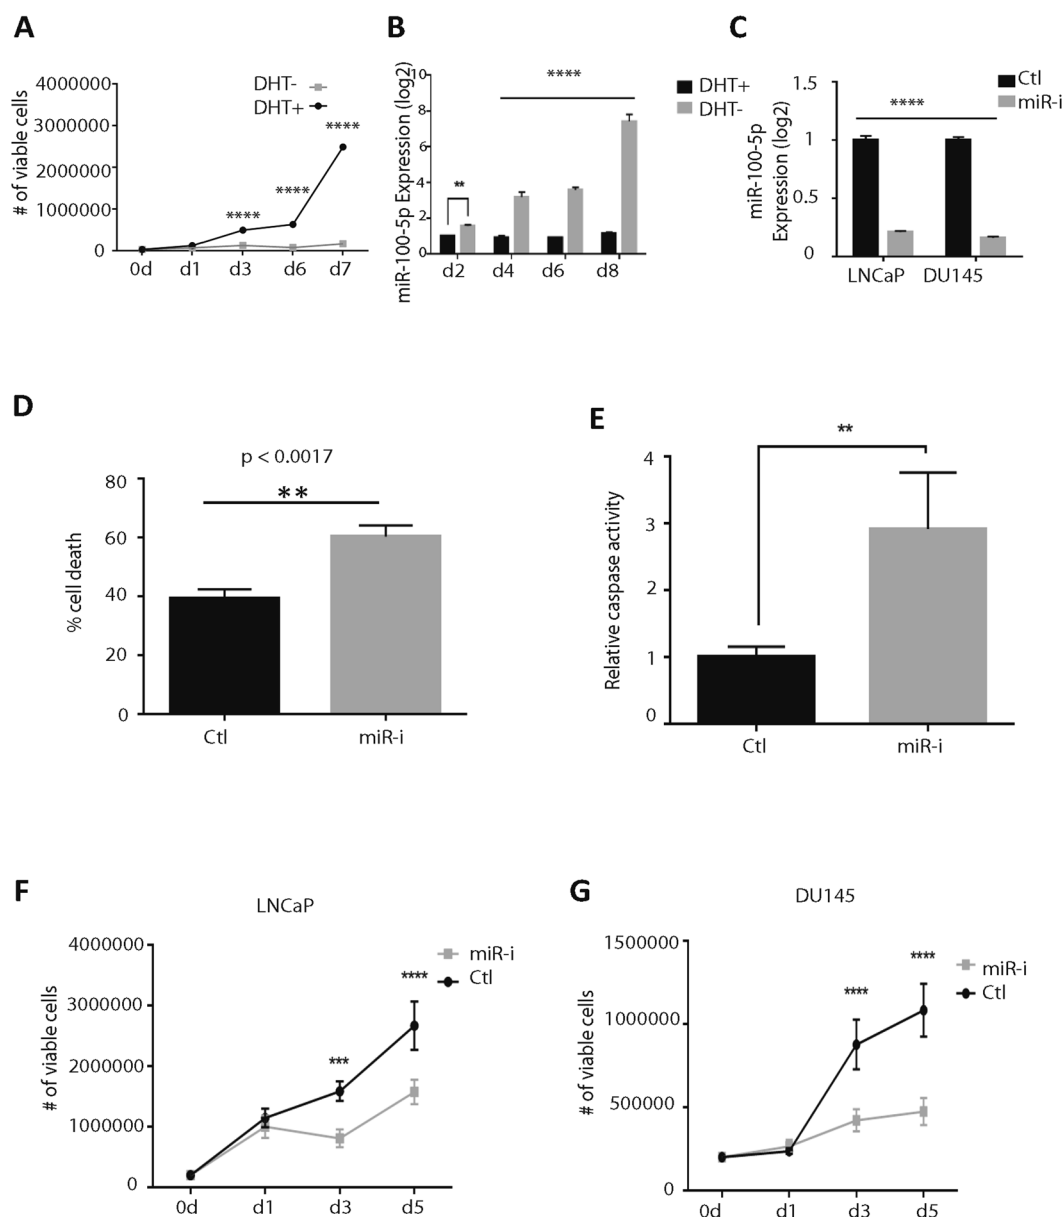 A
# of viable cells
4000000
3000000
2000000
1000000
0
DHT-
DHT+
****
****
****
0d d1 d3 d6 d7
B
miR-100-5p Expression (log2)
10
8
6
4
2
0
**
****
DHT+
DHT-
d2 d4 d6 d8
C
miR-100-5p
Expression (log2)
1.5
1
0.5
0
****
Ctl
miR-i
LNCaP DU145
D
p < 0.0017
**
% cell death
80
60
40
20
0
Ctl miR-i
E
**
Relative caspase activity
4
3
2
1
0
Ctl miR-i
F
LNCaP
# of viable cells
4000000
3000000
2000000
1000000
0
miR-i
Ctl
***
****
0d d1 d3 d5
G
DU145
# of viable cells
1500000
1000000
500000
0
miR-i
Ctl
****
****
0d d1 d3 d5